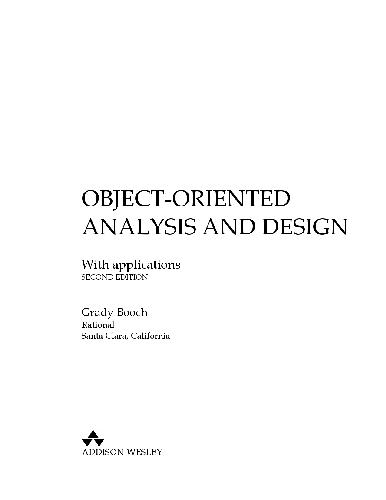 OBJECT-ORIENTED
ANALYSIS AND DESIGN
With applications
SECOND EDITION
Grady Booch
Rational
Santa Clara, California
ADDISON-WESLEY